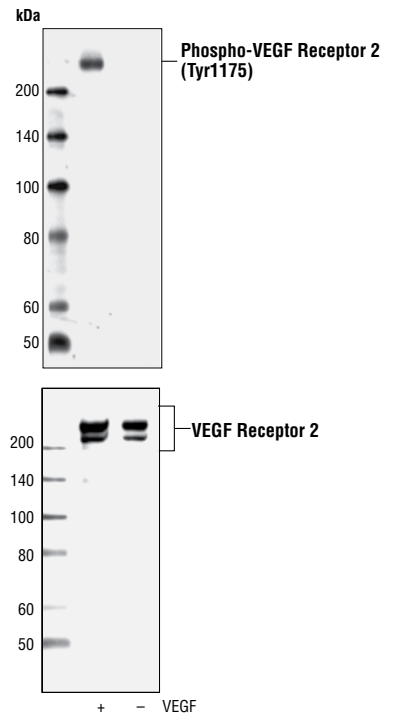 kDa
Phospho-VEGF Receptor 2
(Tyr1175)
200
140
100
80
60
50
VEGF Receptor 2
200
140
100
80
60
50
+ – VEGF